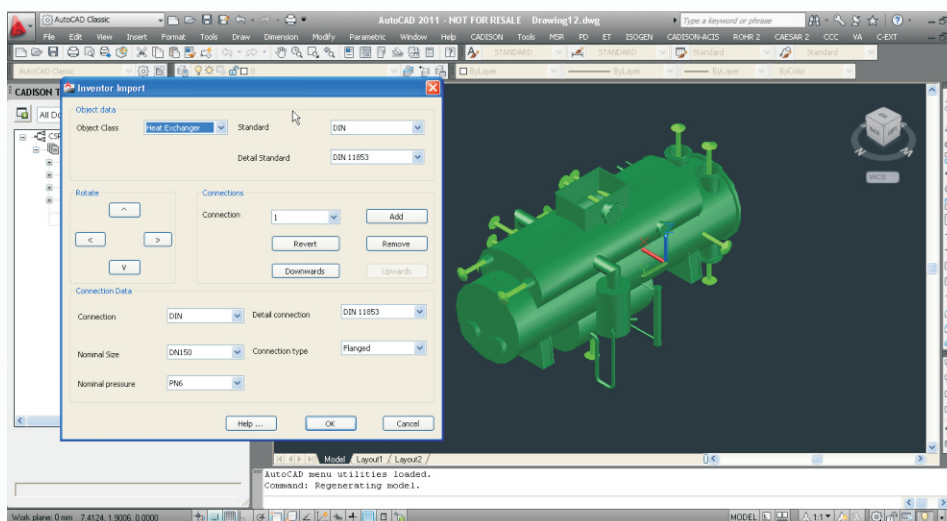 AutoCAD Classic
AutoCAD 2011 - NOT FOR RESALE Drawing12.dwg
Type a keyword or phrase
File Edit View Insert Format Tools Draw Dimension Modify Parametric Window Help CADISON Tools MSR PD ET ISOGEN CADISON-ACIS ROHR 2 CAESAR 2 CCC VA C-EXT
STANDARD STANDARD Standard Standard
AutoCAD Classic 0 ByLayer ByLayer ByLayer ByColor
CADISON T
Inventor Import
All Do
Object data
Object Class Heat Exchanger Standard DIN
Detail Standard DIN 11853
Rotate Connections
^ Connection 1 Add
< > Revert Remove
v Downwards Upwards
Connection Data
Connection DIN Detail connection DIN 11853
Nominal Size DN150 Connection type Flanged
Nominal pressure PN6
Help ... OK Cancel
N W
WCS
Model Layout1 Layout2
AutoCAD menu utilities loaded.
Command: Regenerating model.
Work plane: 0 mm 7.4124, 1.9006, 0.0000 MODEL 1:1